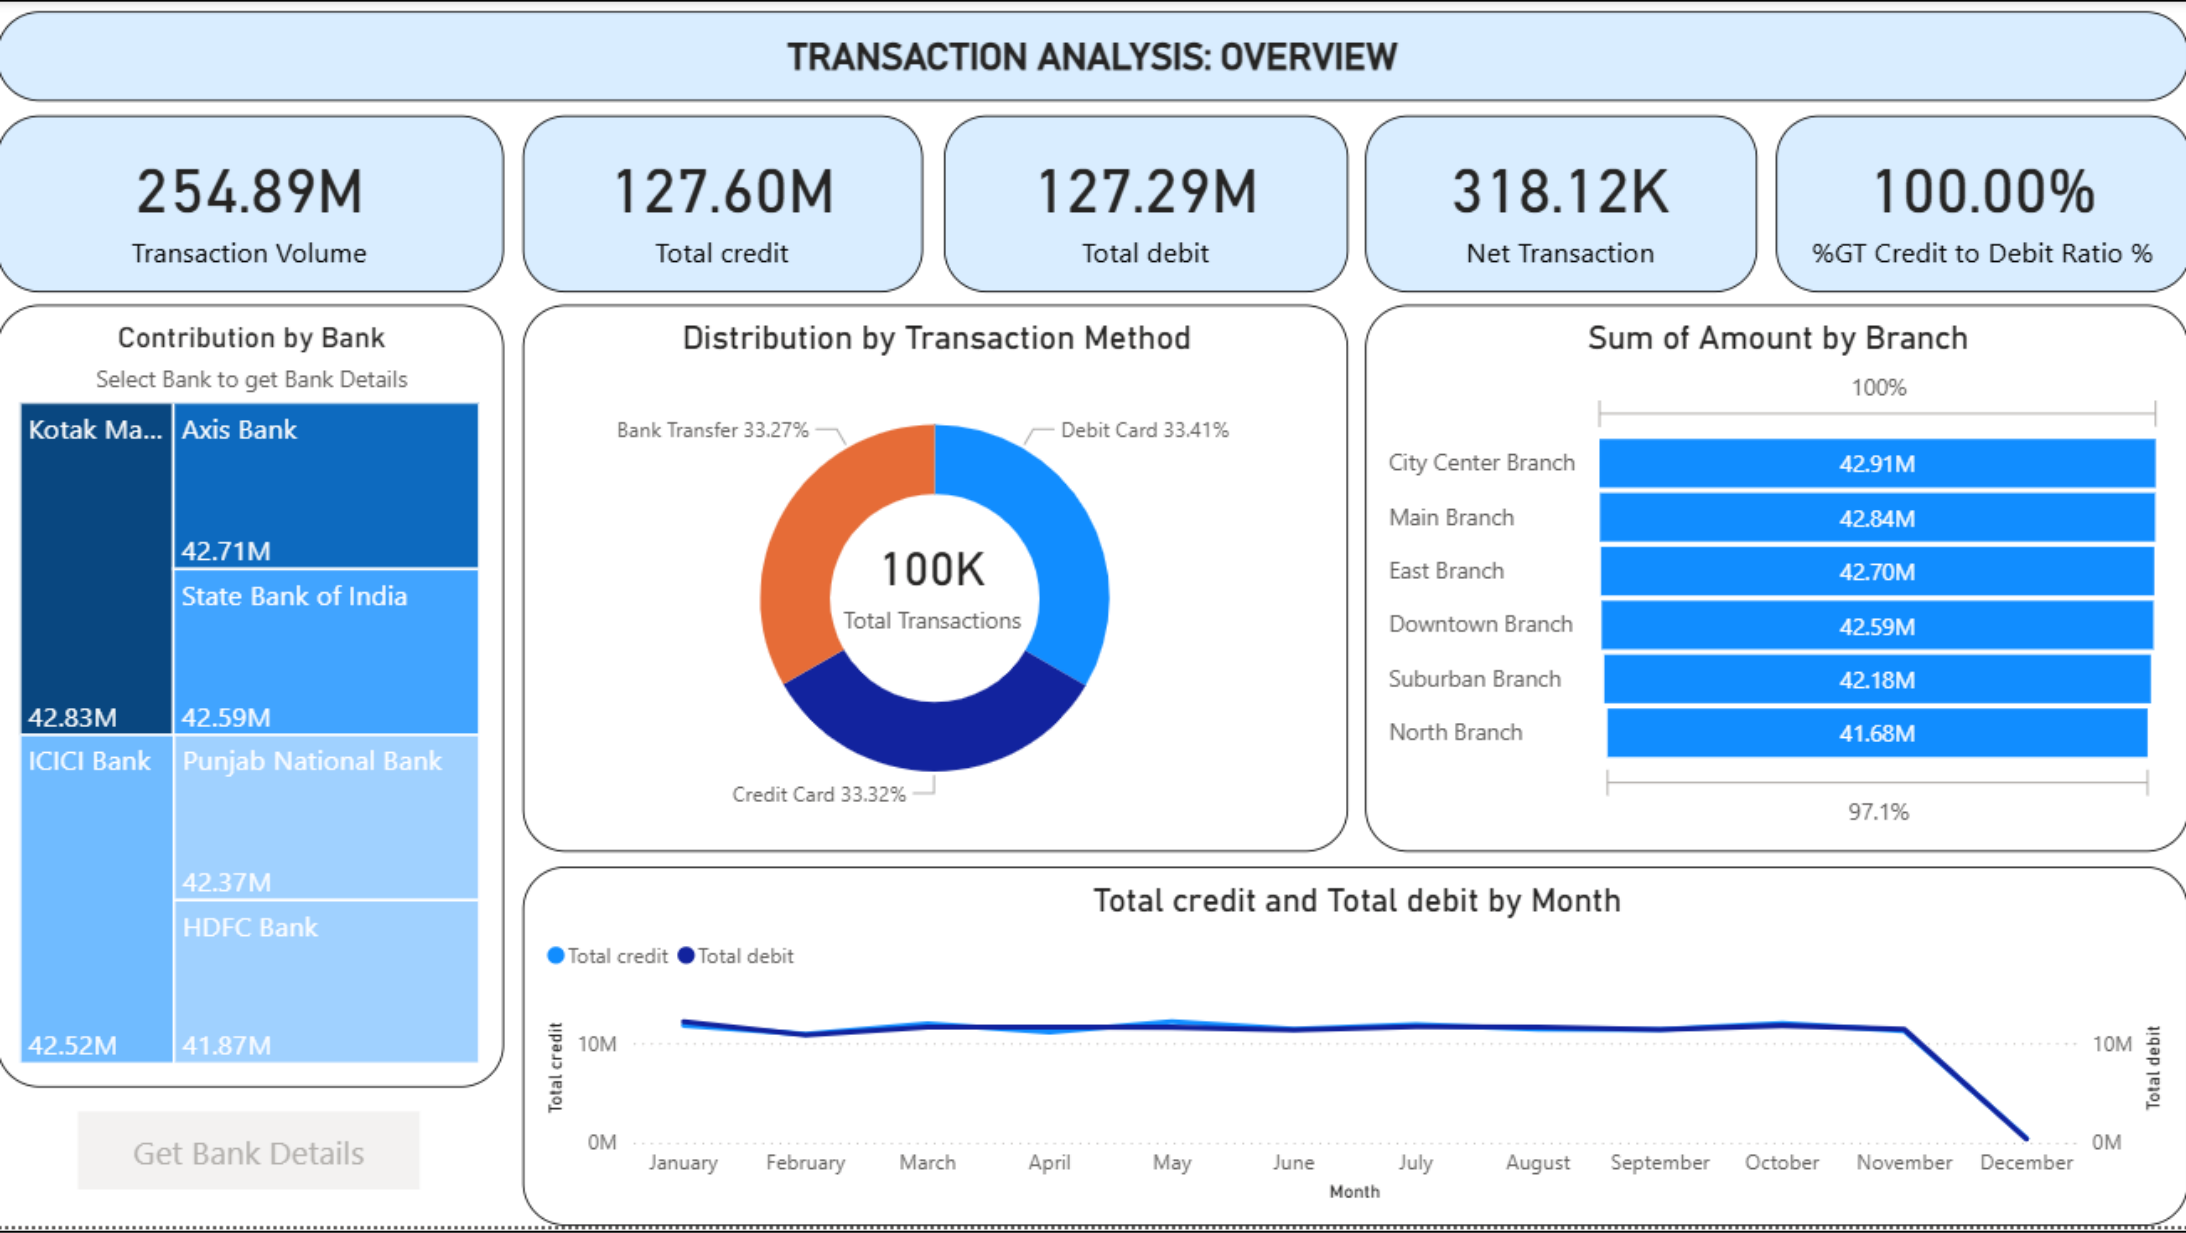 TRANSACTION ANALYSIS: OVERVIEW
254.89M
Transaction Volume
127.60M
Total credit
127.29M
Total debit
318.12K
Net Transaction
100.00%
%GT Credit to Debit Ratio %
Contribution by Bank
Select Bank to get Bank Details
Kotak Ma...
42.83M
Axis Bank
42.71M
State Bank of India
42.59M
ICICI Bank
42.52M
Punjab National Bank
42.37M
HDFC Bank
41.87M
Get Bank Details
Distribution by Transaction Method
Bank Transfer 33.27%
Debit Card 33.41%
100K
Total Transactions
Credit Card 33.32%
Sum of Amount by Branch
100%
City Center Branch 42.91M
Main Branch 42.84M
East Branch 42.70M
Downtown Branch 42.59M
Suburban Branch 42.18M
North Branch 41.68M
97.1%
Total credit and Total debit by Month
Total credit Total debit
Total credit
10M
0M
10M
0M
Total debit
January February March April May June July August September October November December
Month